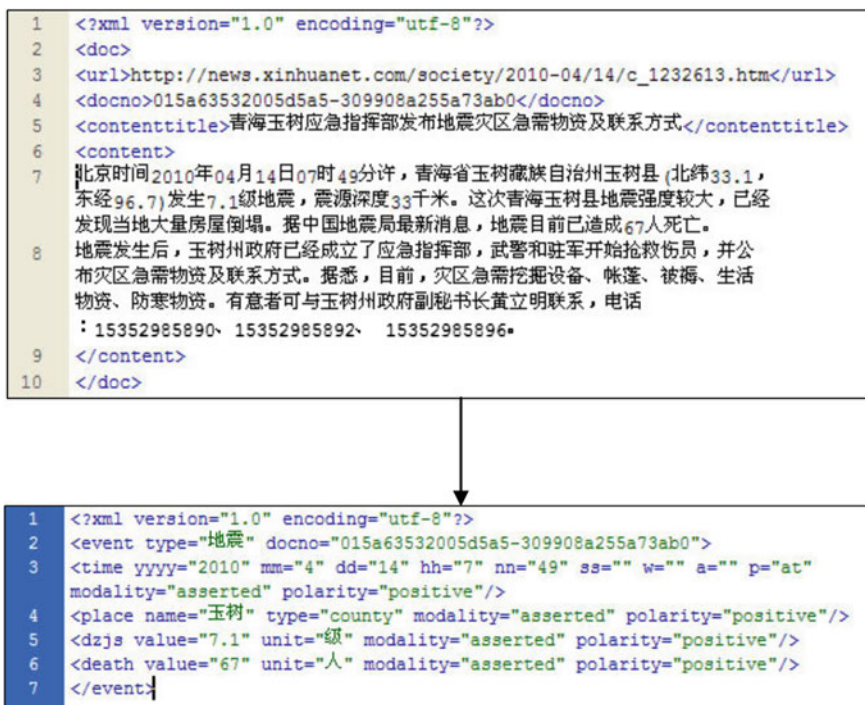 1 <?xml version="1.0" encoding="utf-8"?>
2 <doc>
3 <url>http://news.xinhuanet.com/society/2010-04/14/c_1232613.htm</url>
4 <docno>015a63532005d5a5-309908a255a73ab0</docno>
5 <contenttitle>青海玉树应急指挥部发布地震灾区急需物资及联系方式</contenttitle>
6 <content>
7 北京时间2010年04月14日07时49分许，青海省玉树藏族自治州玉树县(北纬33.1，
东经96.7)发生7.1级地震，震源深度33千米。这次青海玉树县地震强度较大，已经
发现当地大量房屋倒塌。据中国地震局最新消息，地震目前已造成67人死亡。
8 地震发生后，玉树州政府已经成立了应急指挥部，武警和驻军开始抢救伤员，并公
布灾区急需物资及联系方式。据悉，目前，灾区急需挖掘设备、帐蓬、被褥、生活
物资、防寒物资。有意者可与玉树州政府副秘书长黄立明联系，电话
：15352985890、15352985892、 15352985896。
9 </content>
10 </doc>
1 <?xml version="1.0" encoding="utf-8"?>
2 <event type="地震" docno="015a63532005d5a5-309908a255a73ab0">
3 <time yyyy="2010" mm="4" dd="14" hh="7" nn="49" ss="" w="" a="" p="at"
modality="asserted" polarity="positive"/>
4 <place name="玉树" type="county" modality="asserted" polarity="positive"/>
5 <dzjs value="7.1" unit="级" modality="asserted" polarity="positive"/>
6 <death value="67" unit="人" modality="asserted" polarity="positive"/>
7 </event>